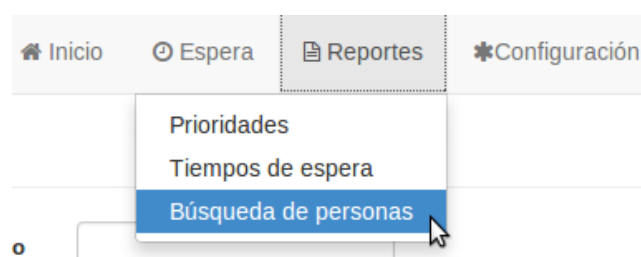 Inicio Espera Reportes Configuración
Prioridades
Tiempos de espera
Búsqueda de personas
o